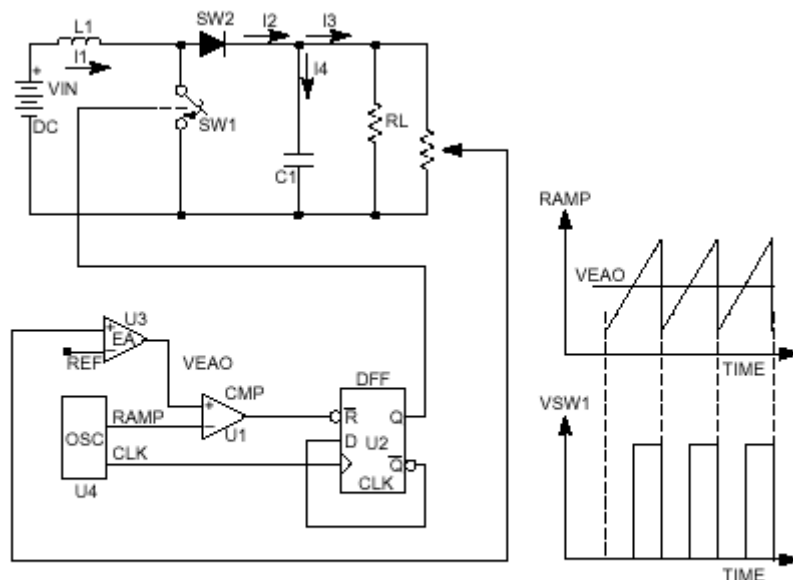 L1
SW2
I2
I3
I1
I4
+
VIN
DC
SW1
C1
RL
RAMP
VEAO
TIME
U3
+
EA
−
REF
VEAO
CMP
DFF
RAMP
+
−
U1
R
Q
D
U2
OSC
CLK
Q
CLK
U4
VSW1
TIME